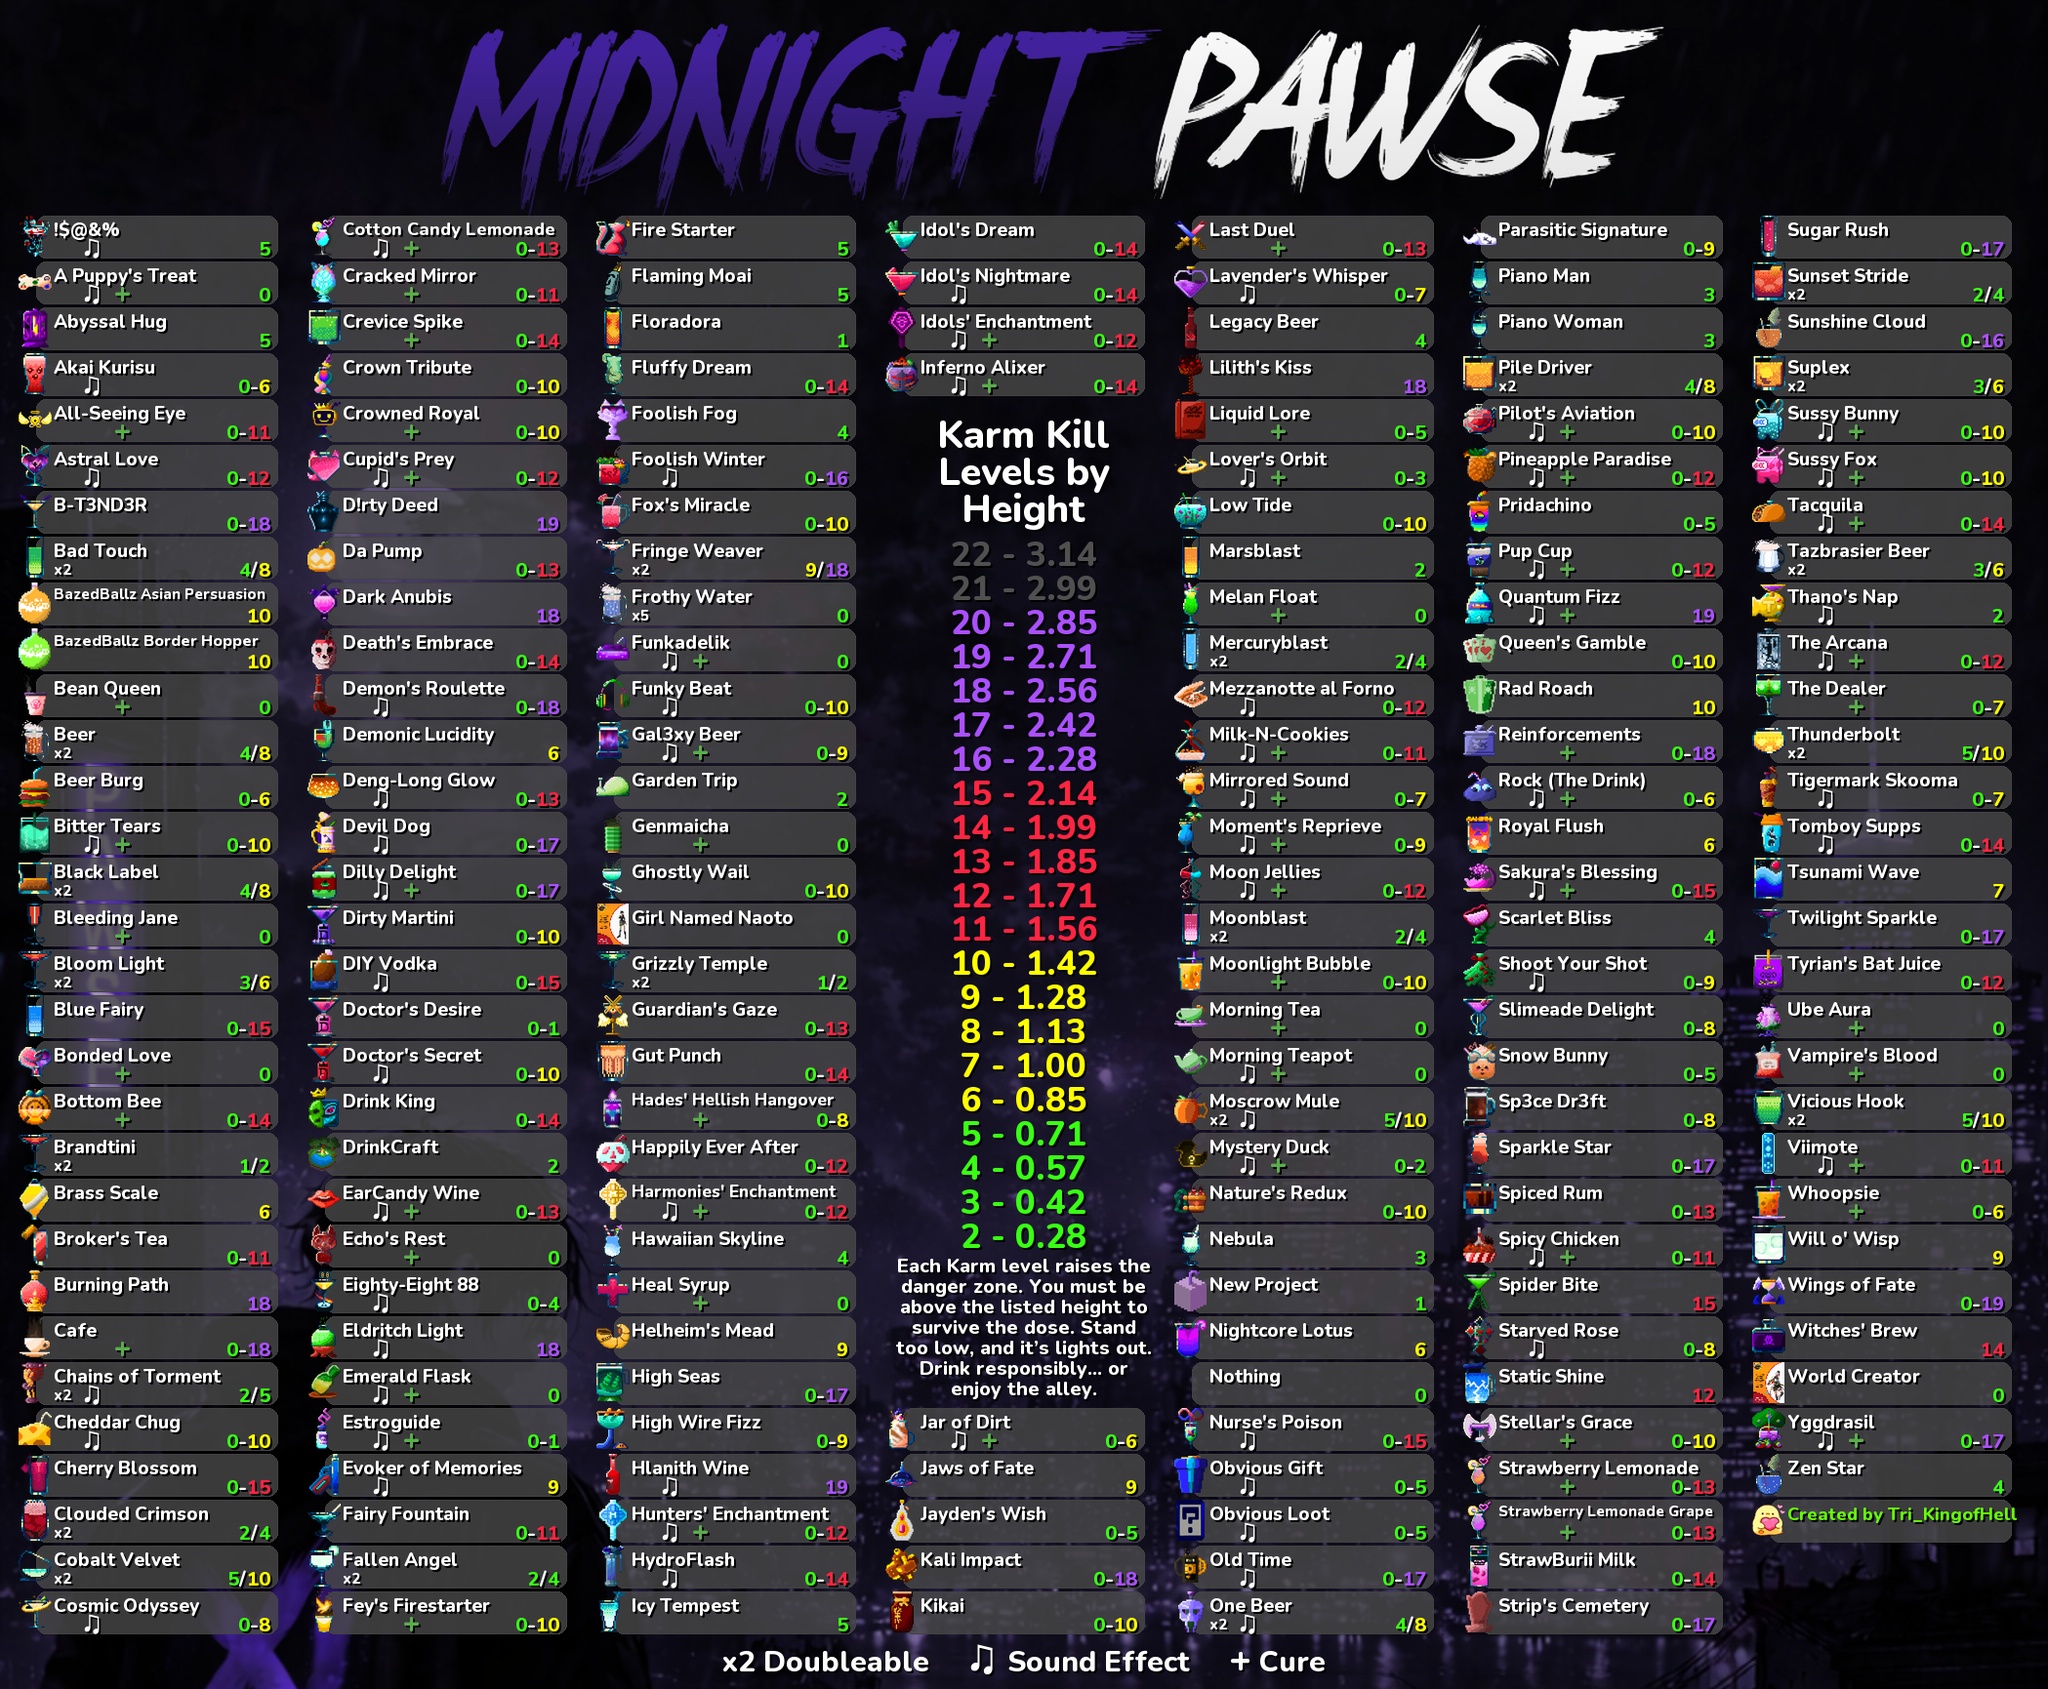 MIDNIGHT PAWSE
!$@&%
♫ 5
A Puppy's Treat
♫ + 0
Abyssal Hug
5
Akai Kurisu
♫ 0-6
All-Seeing Eye
+ 0-11
Astral Love
♫ 0-12
B-T3ND3R
0-18
Bad Touch
x2 4/8
BazedBallz Asian Persuasion
10
BazedBallz Border Hopper
10
Bean Queen
+ 0
Beer
x2 4/8
Beer Burg
0-6
Bitter Tears
♫ + 0-10
Black Label
x2 4/8
Bleeding Jane
+ 0
Bloom Light
x2 3/6
Blue Fairy
0-15
Bonded Love
+ 0
Bottom Bee
+ 0-14
Brandtini
x2 1/2
Brass Scale
6
Broker's Tea
0-11
Burning Path
18
Cafe
+ 0-18
Chains of Torment
x2 ♫ 2/5
Cheddar Chug
♫ 0-10
Cherry Blossom
0-15
Clouded Crimson
x2 2/4
Cobalt Velvet
x2 5/10
Cosmic Odyssey
♫ 0-8
Cotton Candy Lemonade
♫ + 0-13
Cracked Mirror
+ 0-11
Crevice Spike
+ 0-14
Crown Tribute
0-10
Crowned Royal
+ 0-10
Cupid's Prey
♫ + 0-12
D!rty Deed
19
Da Pump
0-13
Dark Anubis
18
Death's Embrace
0-14
Demon's Roulette
♫ 0-18
Demonic Lucidity
6
Deng-Long Glow
♫ 0-13
Devil Dog
♫ 0-17
Dilly Delight
♫ + 0-17
Dirty Martini
0-10
DIY Vodka
♫ 0-15
Doctor's Desire
0-1
Doctor's Secret
♫ 0-10
Drink King
0-14
DrinkCraft
2
EarCandy Wine
♫ + 0-13
Echo's Rest
+ 0
Eighty-Eight 88
♫ 0-4
Eldritch Light
♫ 18
Emerald Flask
♫ + 0
Estroguide
♫ + 0-1
Evoker of Memories
♫ 9
Fairy Fountain
0-11
Fallen Angel
x2 2/4
Fey's Firestarter
+ 0-10
Fire Starter
5
Flaming Moai
5
Floradora
1
Fluffy Dream
0-14
Foolish Fog
4
Foolish Winter
♫ 0-16
Fox's Miracle
0-10
Fringe Weaver
x2 9/18
Frothy Water
x5 0
Funkadelik
♫ + 0
Funky Beat
♫ 0-10
Gal3xy Beer
♫ + 0-9
Garden Trip
2
Genmaicha
+ 0
Ghostly Wail
0-10
Girl Named Naoto
0
Grizzly Temple
x2 1/2
Guardian's Gaze
0-13
Gut Punch
0-14
Hades' Hellish Hangover
+ 0-8
Happily Ever After
0-12
Harmonies' Enchantment
♫ + 0-12
Hawaiian Skyline
4
Heal Syrup
+ 0
Helheim's Mead
9
High Seas
0-17
High Wire Fizz
0-9
Hlanith Wine
19
Hunters' Enchantment
♫ + 0-12
HydroFlash
♫ 0-14
Icy Tempest
5
Idol's Dream
0-14
Idol's Nightmare
♫ 0-14
Idols' Enchantment
♫ + 0-12
Inferno Alixer
♫ + 0-14
Karm Kill
Levels by
Height
22 - 3.14
21 - 2.99
20 - 2.85
19 - 2.71
18 - 2.56
17 - 2.42
16 - 2.28
15 - 2.14
14 - 1.99
13 - 1.85
12 - 1.71
11 - 1.56
10 - 1.42
9 - 1.28
8 - 1.13
7 - 1.00
6 - 0.85
5 - 0.71
4 - 0.57
3 - 0.42
2 - 0.28
Each Karm level raises the
danger zone. You must be
above the listed height to
survive the dose. Stand
too low, and it's lights out.
Drink responsibly... or
enjoy the alley.
Jar of Dirt
♫ + 0-6
Jaws of Fate
9
Jayden's Wish
0-5
Kali Impact
0-18
Kikai
0-10
Last Duel
+ 0-13
Lavender's Whisper
♫ 0-7
Legacy Beer
4
Lilith's Kiss
18
Liquid Lore
+ 0-5
Lover's Orbit
♫ + 0-3
Low Tide
0-10
Marsblast
2
Melan Float
+ 0
Mercuryblast
x2 2/4
Mezzanotte al Forno
♫ 0-12
Milk-N-Cookies
♫ + 0-11
Mirrored Sound
♫ + 0-7
Moment's Reprieve
♫ + 0-9
Moon Jellies
♫ + 0-12
Moonblast
x2 2/4
Moonlight Bubble
+ 0-10
Morning Tea
+ 0
Morning Teapot
♫ + 0
Moscrow Mule
x2 ♫ 5/10
Mystery Duck
♫ + 0-2
Nature's Redux
0-10
Nebula
3
New Project
1
Nightcore Lotus
6
Nothing
0
Nurse's Poison
♫ 0-15
Obvious Gift
♫ 0-5
Obvious Loot
♫ 0-5
Old Time
♫ 0-17
One Beer
x2 ♫ 4/8
Parasitic Signature
0-9
Piano Man
3
Piano Woman
3
Pile Driver
x2 4/8
Pilot's Aviation
♫ + 0-10
Pineapple Paradise
♫ + 0-12
Pridachino
0-5
Pup Cup
♫ + 0-12
Quantum Fizz
♫ + 19
Queen's Gamble
0-10
Rad Roach
10
Reinforcements
+ 0-18
Rock (The Drink)
♫ + 0-6
Royal Flush
6
Sakura's Blessing
♫ + 0-15
Scarlet Bliss
4
Shoot Your Shot
♫ 0-9
Slimeade Delight
0-8
Snow Bunny
0-5
Sp3ce Dr3ft
0-8
Sparkle Star
0-17
Spiced Rum
0-13
Spicy Chicken
♫ + 0-11
Spider Bite
15
Starved Rose
♫ 0-8
Static Shine
12
Stellar's Grace
+ 0-10
Strawberry Lemonade
+ 0-13
Strawberry Lemonade Grape
+ 0-13
StrawBurii Milk
0-14
Strip's Cemetery
0-17
Sugar Rush
0-17
Sunset Stride
x2 2/4
Sunshine Cloud
0-16
Suplex
x2 3/6
Sussy Bunny
♫ + 0-10
Sussy Fox
♫ + 0-10
Tacquila
♫ + 0-14
Tazbrasier Beer
x2 3/6
Thano's Nap
♫ 2
The Arcana
♫ + 0-12
The Dealer
+ 0-7
Thunderbolt
x2 5/10
Tigermark Skooma
♫ 0-7
Tomboy Supps
♫ 0-14
Tsunami Wave
7
Twilight Sparkle
0-17
Tyrian's Bat Juice
0-12
Ube Aura
+ 0
Vampire's Blood
+ 0
Vicious Hook
x2 5/10
Viimote
♫ + 0-11
Whoopsie
+ 0-6
Will o' Wisp
9
Wings of Fate
0-19
Witches' Brew
14
World Creator
0
Yggdrasil
♫ + 0-17
Zen Star
4
Created by Tri_KingofHell
x2 Doubleable ♫ Sound Effect + Cure